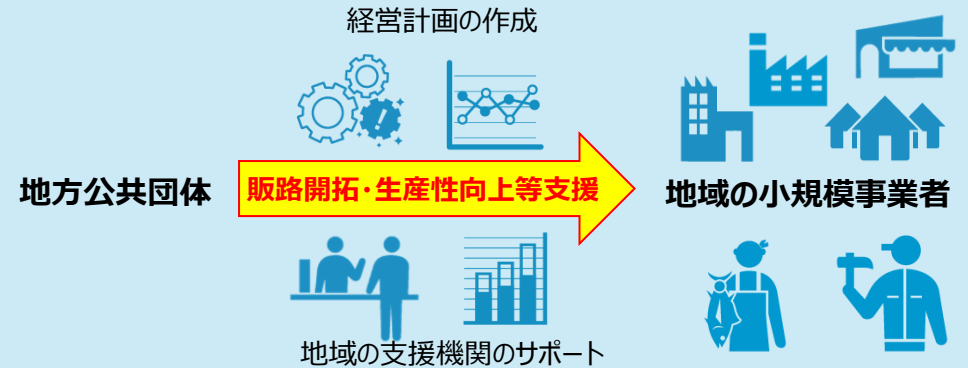 経営計画の作成
地方公共団体
販路開拓・生産性向上等支援
地域の小規模事業者
地域の支援機関のサポート